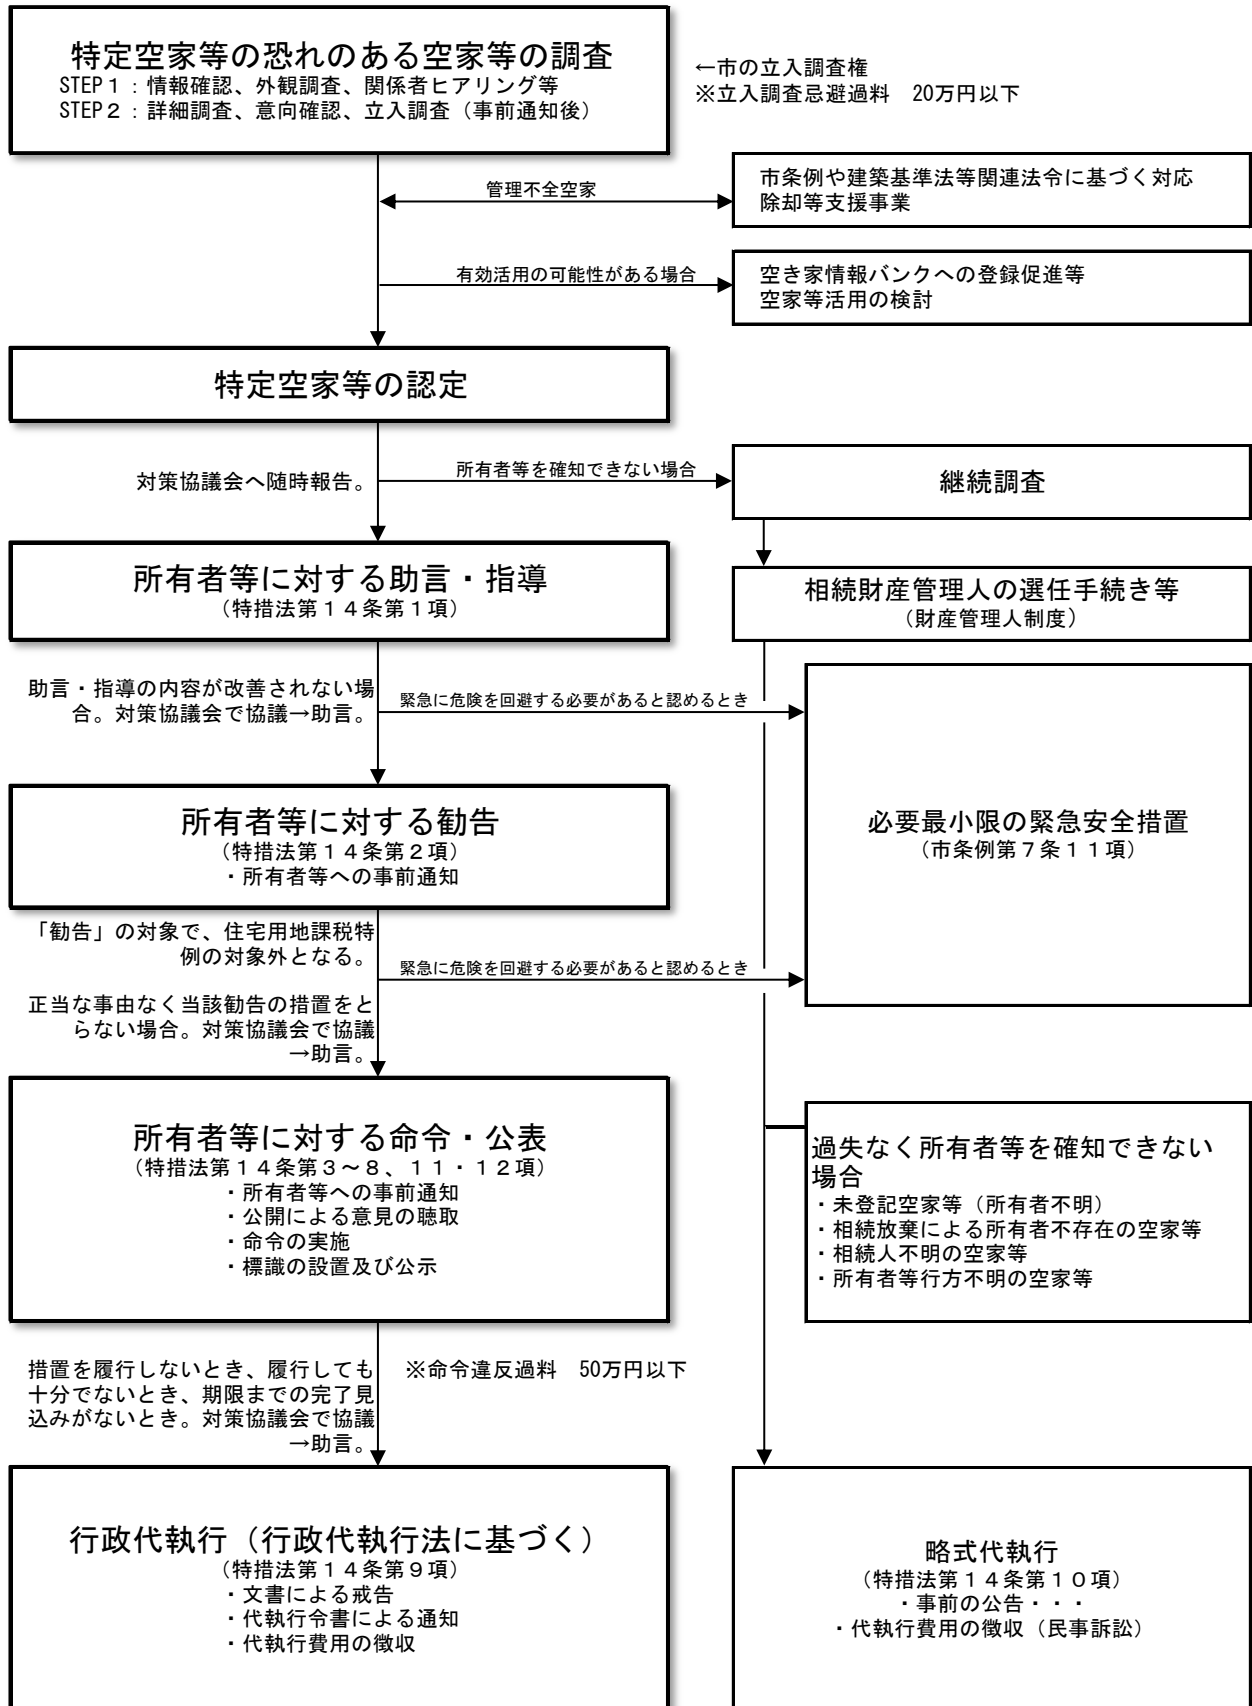 特定空家等の恐れのある空家等の調査
STEP１：情報確認、外観調査、関係者ヒアリング等
STEP２：詳細調査、意向確認、立入調査（事前通知後）
←市の立入調査権
※立入調査忌避過料　20万円以下
管理不全空家
市条例や建築基準法等関連法令に基づく対応
除却等支援事業
有効活用の可能性がある場合
空き家情報バンクへの登録促進等
空家等活用の検討
特定空家等の認定
対策協議会へ随時報告。
所有者等を確知できない場合
継続調査
所有者等に対する助言・指導
（特措法第１４条第１項）
相続財産管理人の選任手続き等
（財産管理人制度）
助言・指導の内容が改善されない場
合。対策協議会で協議→助言。
緊急に危険を回避する必要があると認めるとき
必要最小限の緊急安全措置
（市条例第７条１１項）
所有者等に対する勧告
（特措法第１４条第２項）
・所有者等への事前通知
「勧告」の対象で、住宅用地課税特
例の対象外となる。
緊急に危険を回避する必要があると認めるとき
正当な事由なく当該勧告の措置をと
らない場合。対策協議会で協議
→助言。
所有者等に対する命令・公表
（特措法第１４条第３～８、１１・１２項）
・所有者等への事前通知
・公開による意見の聴取
・命令の実施
・標識の設置及び公示
過失なく所有者等を確知できない
場合
・未登記空家等（所有者不明）
・相続放棄による所有者不存在の空家等
・相続人不明の空家等
・所有者等行方不明の空家等
措置を履行しないとき、履行しても
十分でないとき、期限までの完了見
込みがないとき。対策協議会で協議
→助言。
※命令違反過料　50万円以下
行政代執行（行政代執行法に基づく）
（特措法第１４条第９項）
・文書による戒告
・代執行令書による通知
・代執行費用の徴収
略式代執行
（特措法第１４条第１０項）
・事前の公告・・・
・代執行費用の徴収（民事訴訟）